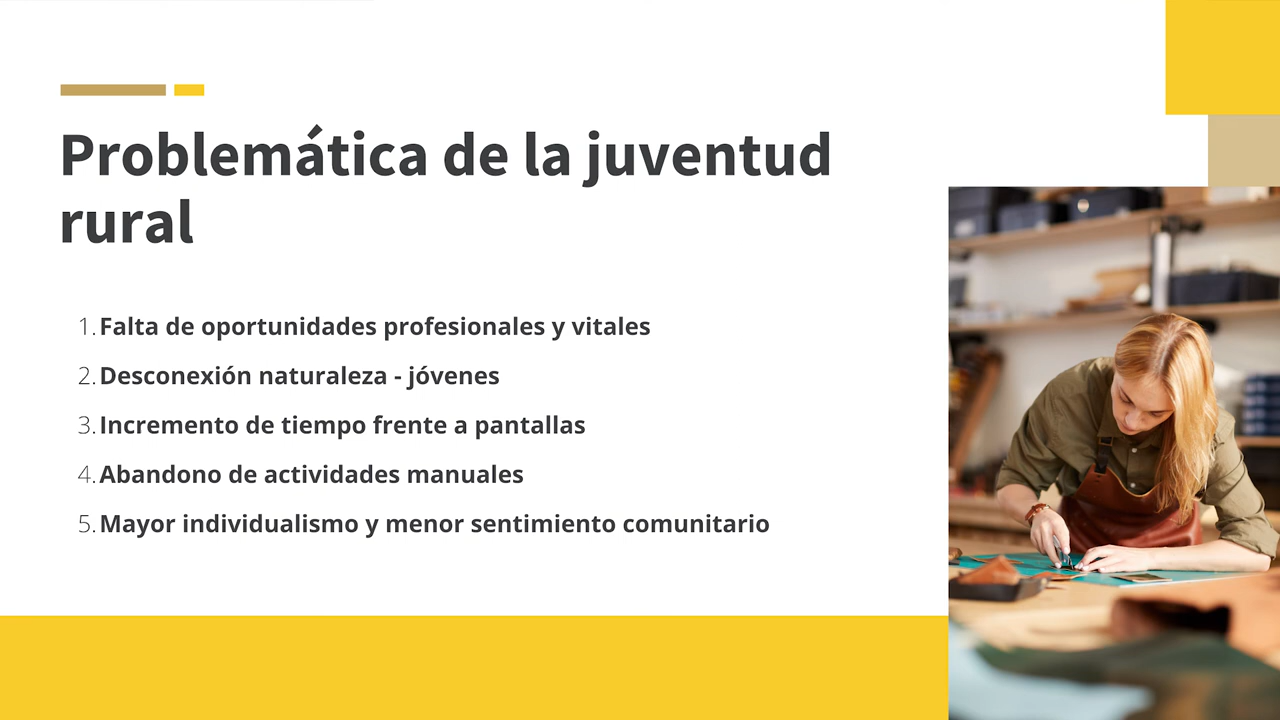 Problemática de la juventud
rural
1. Falta de oportunidades profesionales y vitales
2. Desconexión naturaleza - jóvenes
3. Incremento de tiempo frente a pantallas
4. Abandono de actividades manuales
5. Mayor individualismo y menor sentimiento comunitario